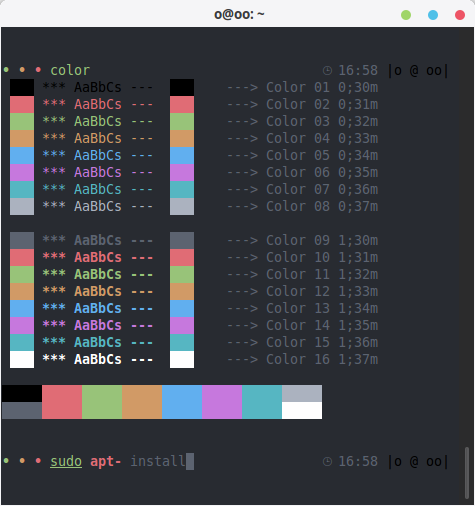 o@oo: ~
• • • color 16:58 |o @ oo|
*** AaBbCs --- ---> Color 01 0;30m
*** AaBbCs --- ---> Color 02 0;31m
*** AaBbCs --- ---> Color 03 0;32m
*** AaBbCs --- ---> Color 04 0;33m
*** AaBbCs --- ---> Color 05 0;34m
*** AaBbCs --- ---> Color 06 0;35m
*** AaBbCs --- ---> Color 07 0;36m
*** AaBbCs --- ---> Color 08 0;37m
*** AaBbCs --- ---> Color 09 1;30m
*** AaBbCs --- ---> Color 10 1;31m
*** AaBbCs --- ---> Color 11 1;32m
*** AaBbCs --- ---> Color 12 1;33m
*** AaBbCs --- ---> Color 13 1;34m
*** AaBbCs --- ---> Color 14 1;35m
*** AaBbCs --- ---> Color 15 1;36m
*** AaBbCs --- ---> Color 16 1;37m
• • • sudo apt- install 16:58 |o @ oo|